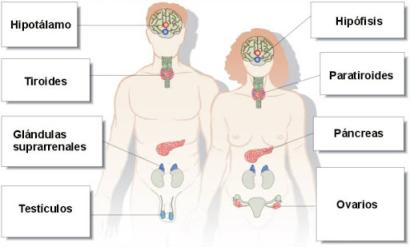 Hipotálamo
Tiroides
Glándulas
suprarrenales
Testículos
Hipófisis
Paratiroides
Páncreas
Ovarios